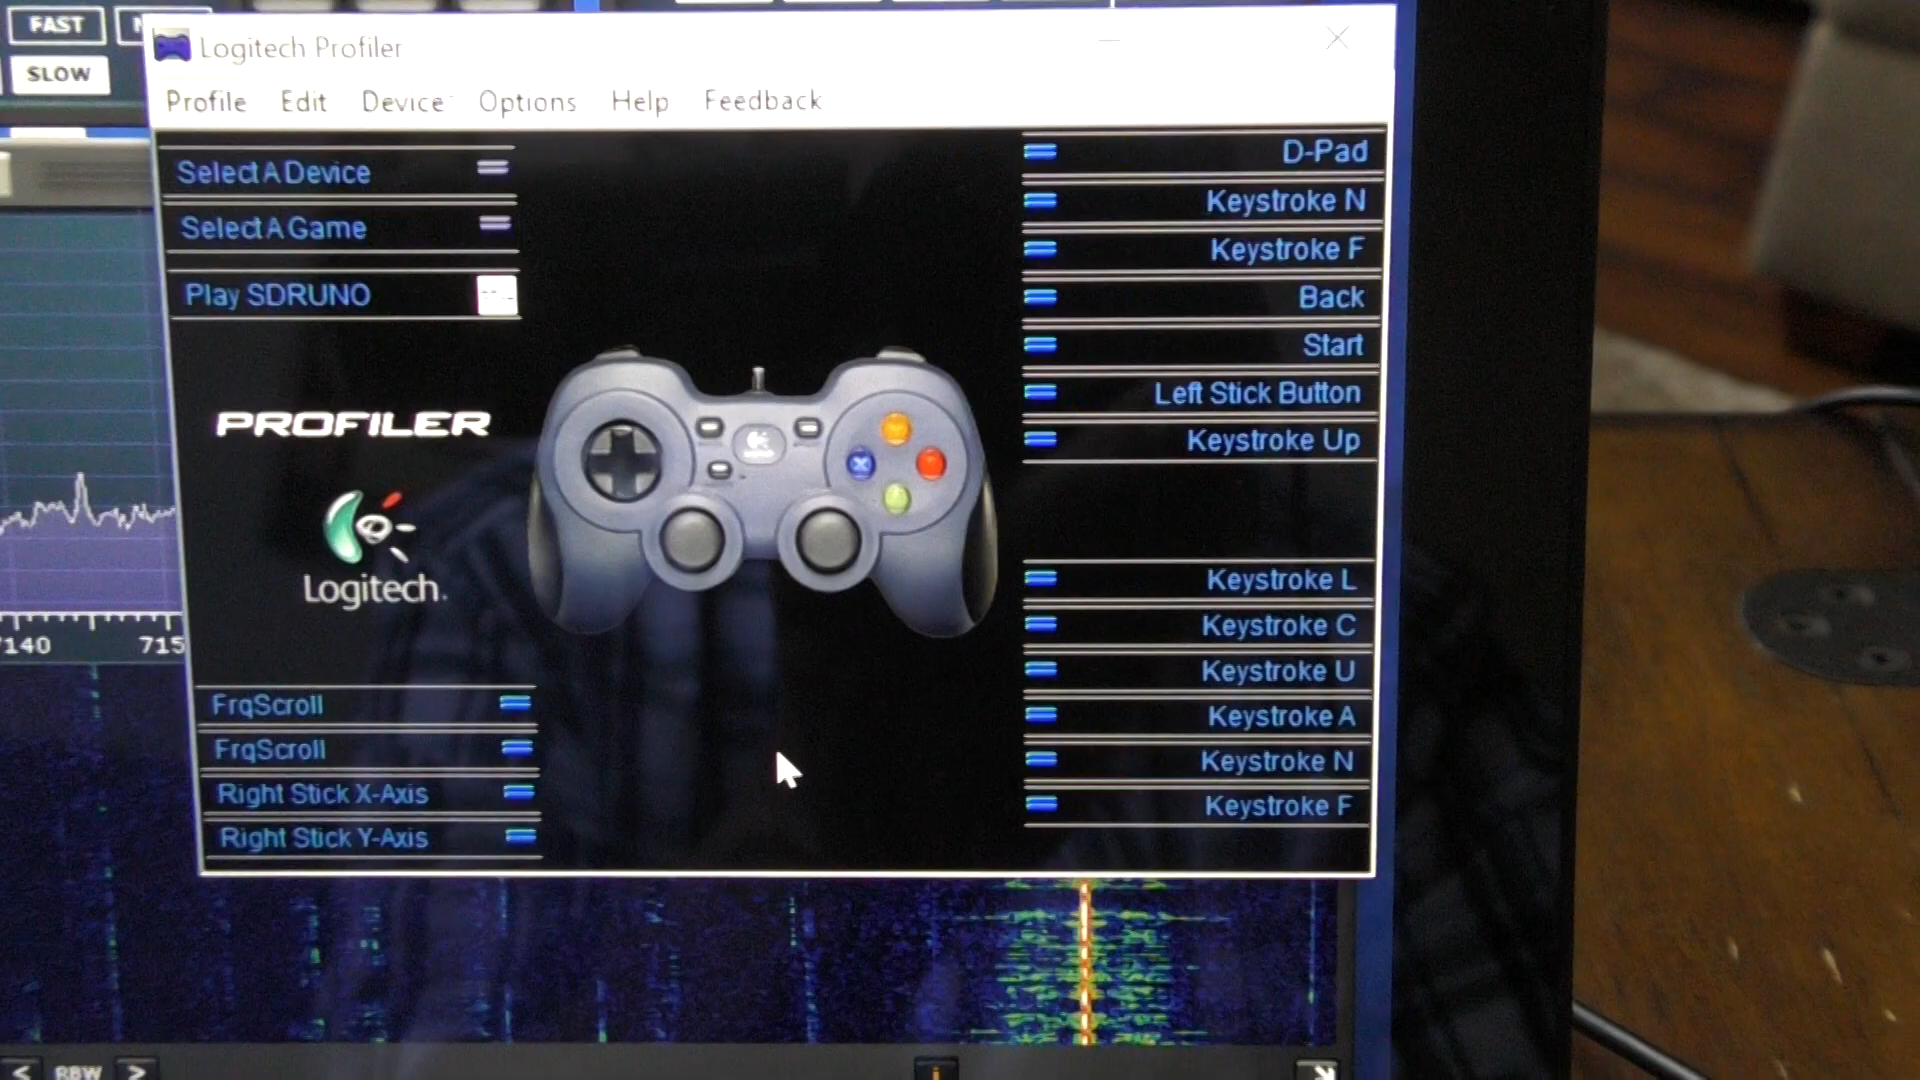 FAST
SLOW
Logitech Profiler
Profile Edit Device Options Help Feedback
Select A Device
Select A Game
Play SDRUNO
PROFILER
Logitech
FrqScroll
FrqScroll
Right Stick X-Axis
Right Stick Y-Axis
D-Pad
Keystroke N
Keystroke F
Back
Start
Left Stick Button
Keystroke Up
Keystroke L
Keystroke C
Keystroke U
Keystroke A
Keystroke N
Keystroke F
7140 715
< RBW >